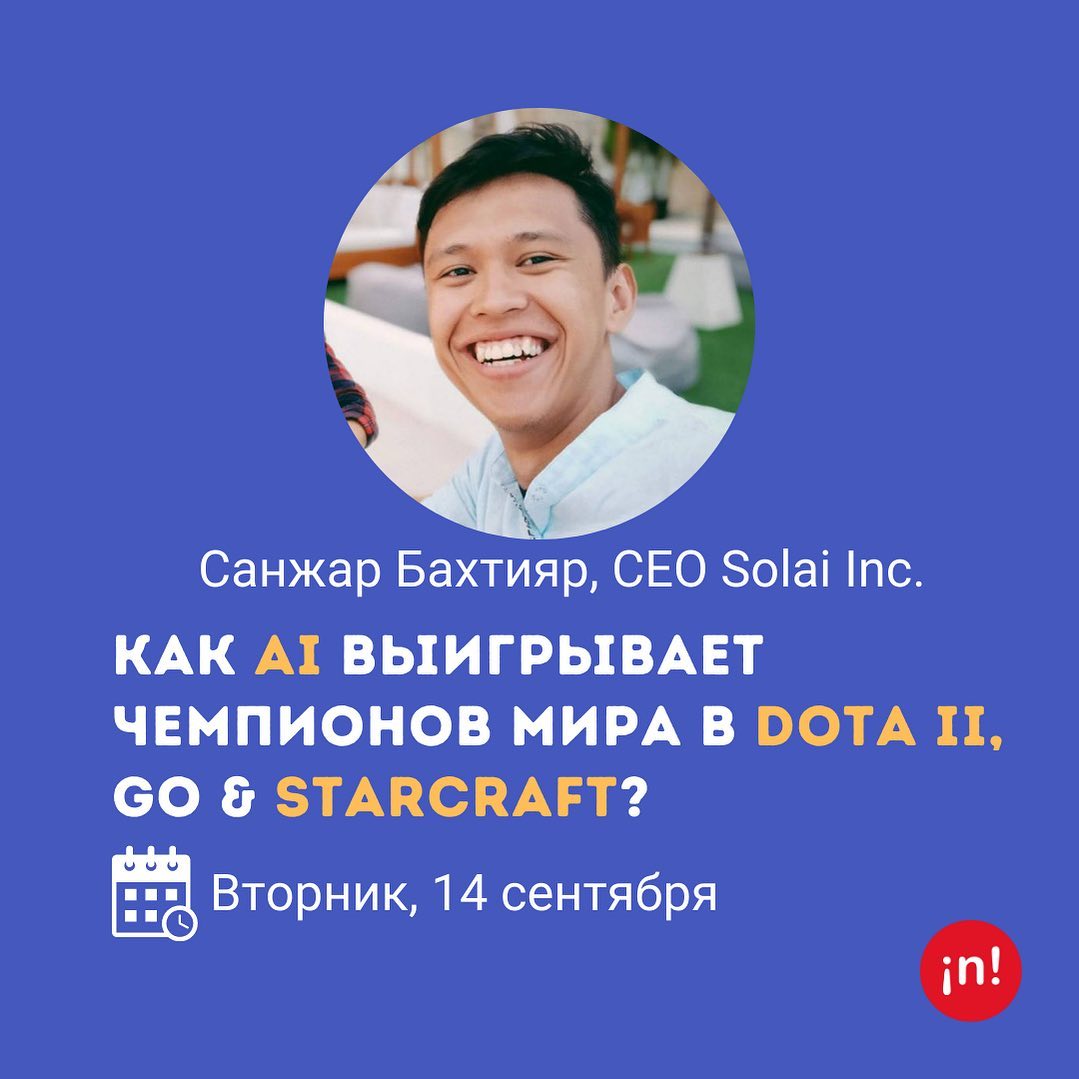 Санжар Бахтияр, CEO Solai Inc.
КАК AI ВЫИГРЫВАЕТ
ЧЕМПИОНОВ МИРА В DOTA II,
GO & STARCRAFT?
Вторник, 14 сентября
¡n!